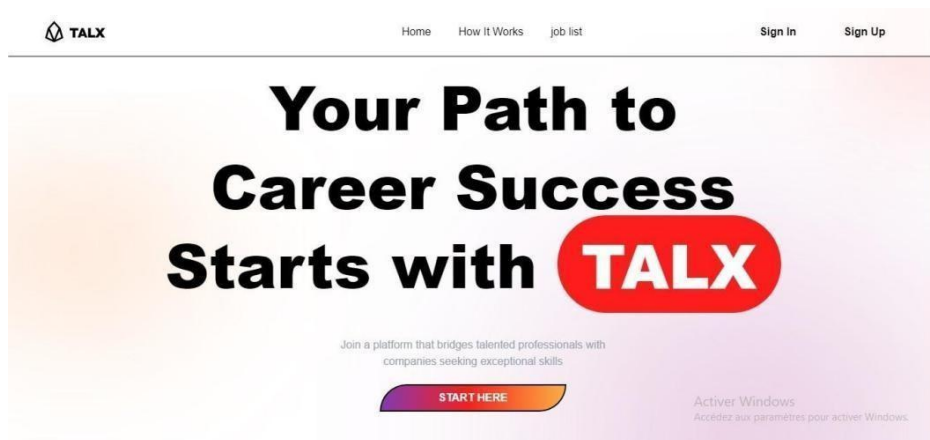 TALX
Home How It Works job list
Sign In Sign Up
Your Path to
Career Success
Starts with TALX
Join a platform that bridges talented professionals with
companies seeking exceptional skills
START HERE
Activer Windows
Accédez aux paramètres pour activer Windows.